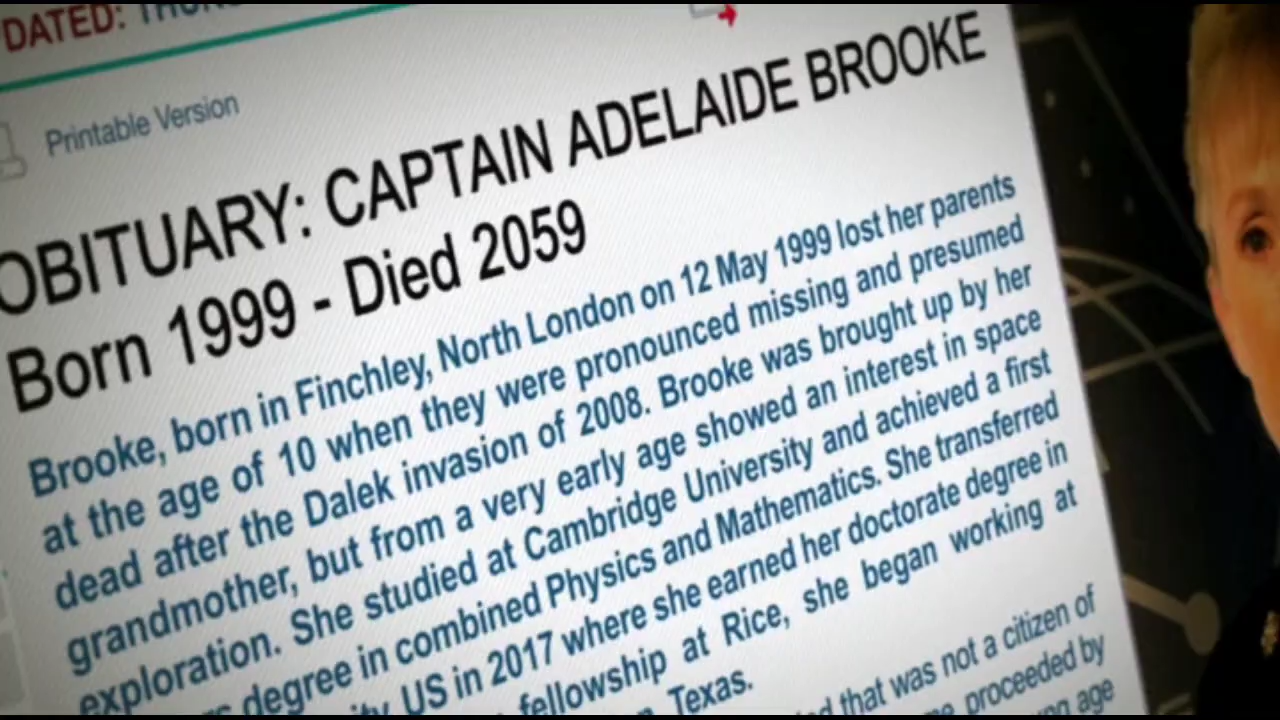 DATED:
Printable Version
OBITUARY: CAPTAIN ADELAIDE BROOKE
Born 1999 - Died 2059
Brooke, born in Finchley, North London on 12 May 1999 lost her parents
at the age of 10 when they were pronounced missing and presumed
dead after the Dalek invasion of 2008. Brooke was brought up by her
grandmother, but from a very early age showed an interest in space
exploration. She studied at Cambridge University and achieved a first
degree in combined Physics and Mathematics. She transferred
US in 2017 where she earned her doctorate degree in
fellowship at Rice, she began working at
Texas.
that was not a citizen of
proceeded by
age